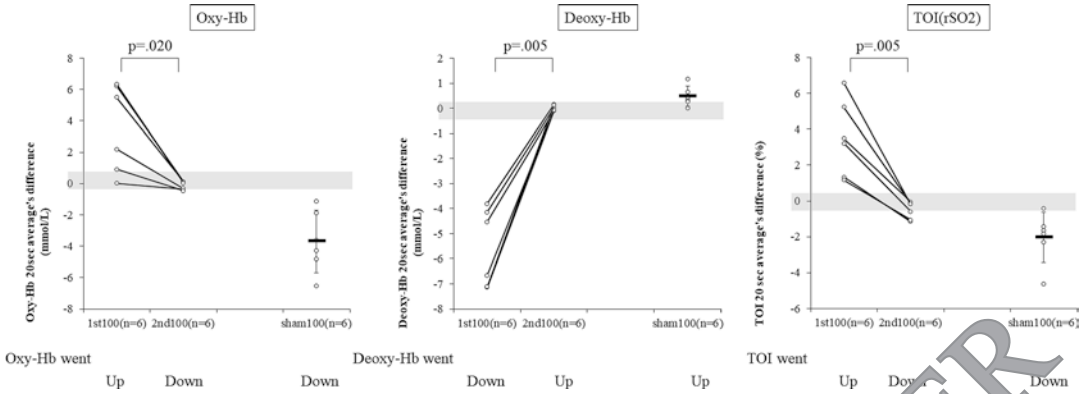 Oxy-Hb
Deoxy-Hb
TOI(rSO2)
p=.020
p=.005
p=.005
8
6
4
2
0
-2
-4
-6
-8
Oxy-Hb 20sec average's difference
(mmol/L)
1st100(n=6) 2nd100(n=6) sham100(n=6)
2
1
0
-1
-2
-3
-4
-5
-6
-7
-8
Deoxy-Hb 20sec average's difference
(mmol/L)
1st100(n=6) 2nd100(n=6) sham100(n=6)
8
6
4
2
0
-2
-4
-6
TOI 20 sec average's difference (%)
1st100(n=6) 2nd100(n=6) sham100(n=6)
Oxy-Hb went
Up Down Down
Deoxy-Hb went
Down Up Up
TOI went
Up Down Down